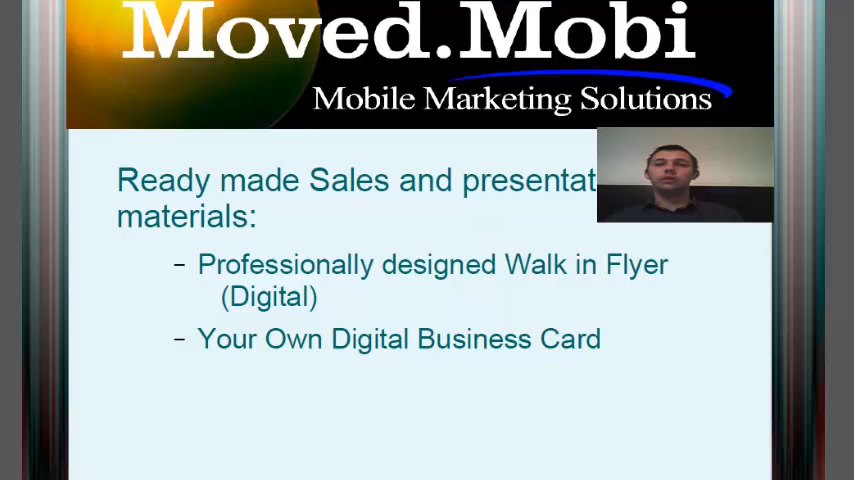 Moved.Mobi
Mobile Marketing Solutions
Ready made Sales and presentat
materials:
– Professionally designed Walk in Flyer
(Digital)
– Your Own Digital Business Card